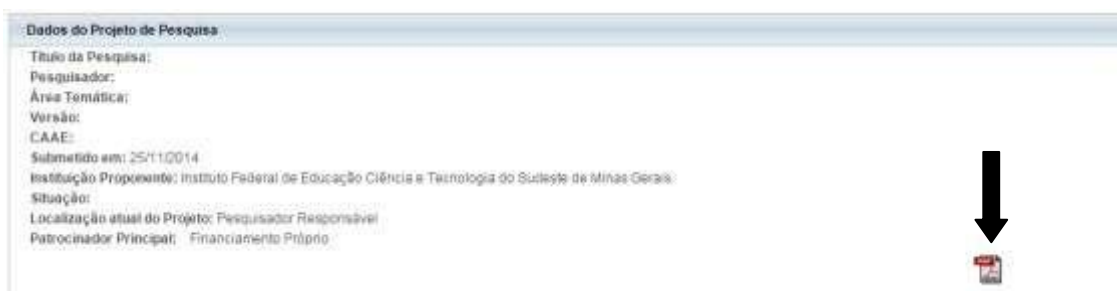 Dados do Projeto de Pesquisa
Título da Pesquisa:
Pesquisador:
Área Temática:
Versão:
CAAE:
Submetido em: 25/11/2014
Instituição Proponente: Instituto Federal de Educação Ciência e Tecnologia do Sudeste de Minas Gerais
Situação:
Localização atual do Projeto: Pesquisador Responsável
Patrocinador Principal: Financiamento Próprio